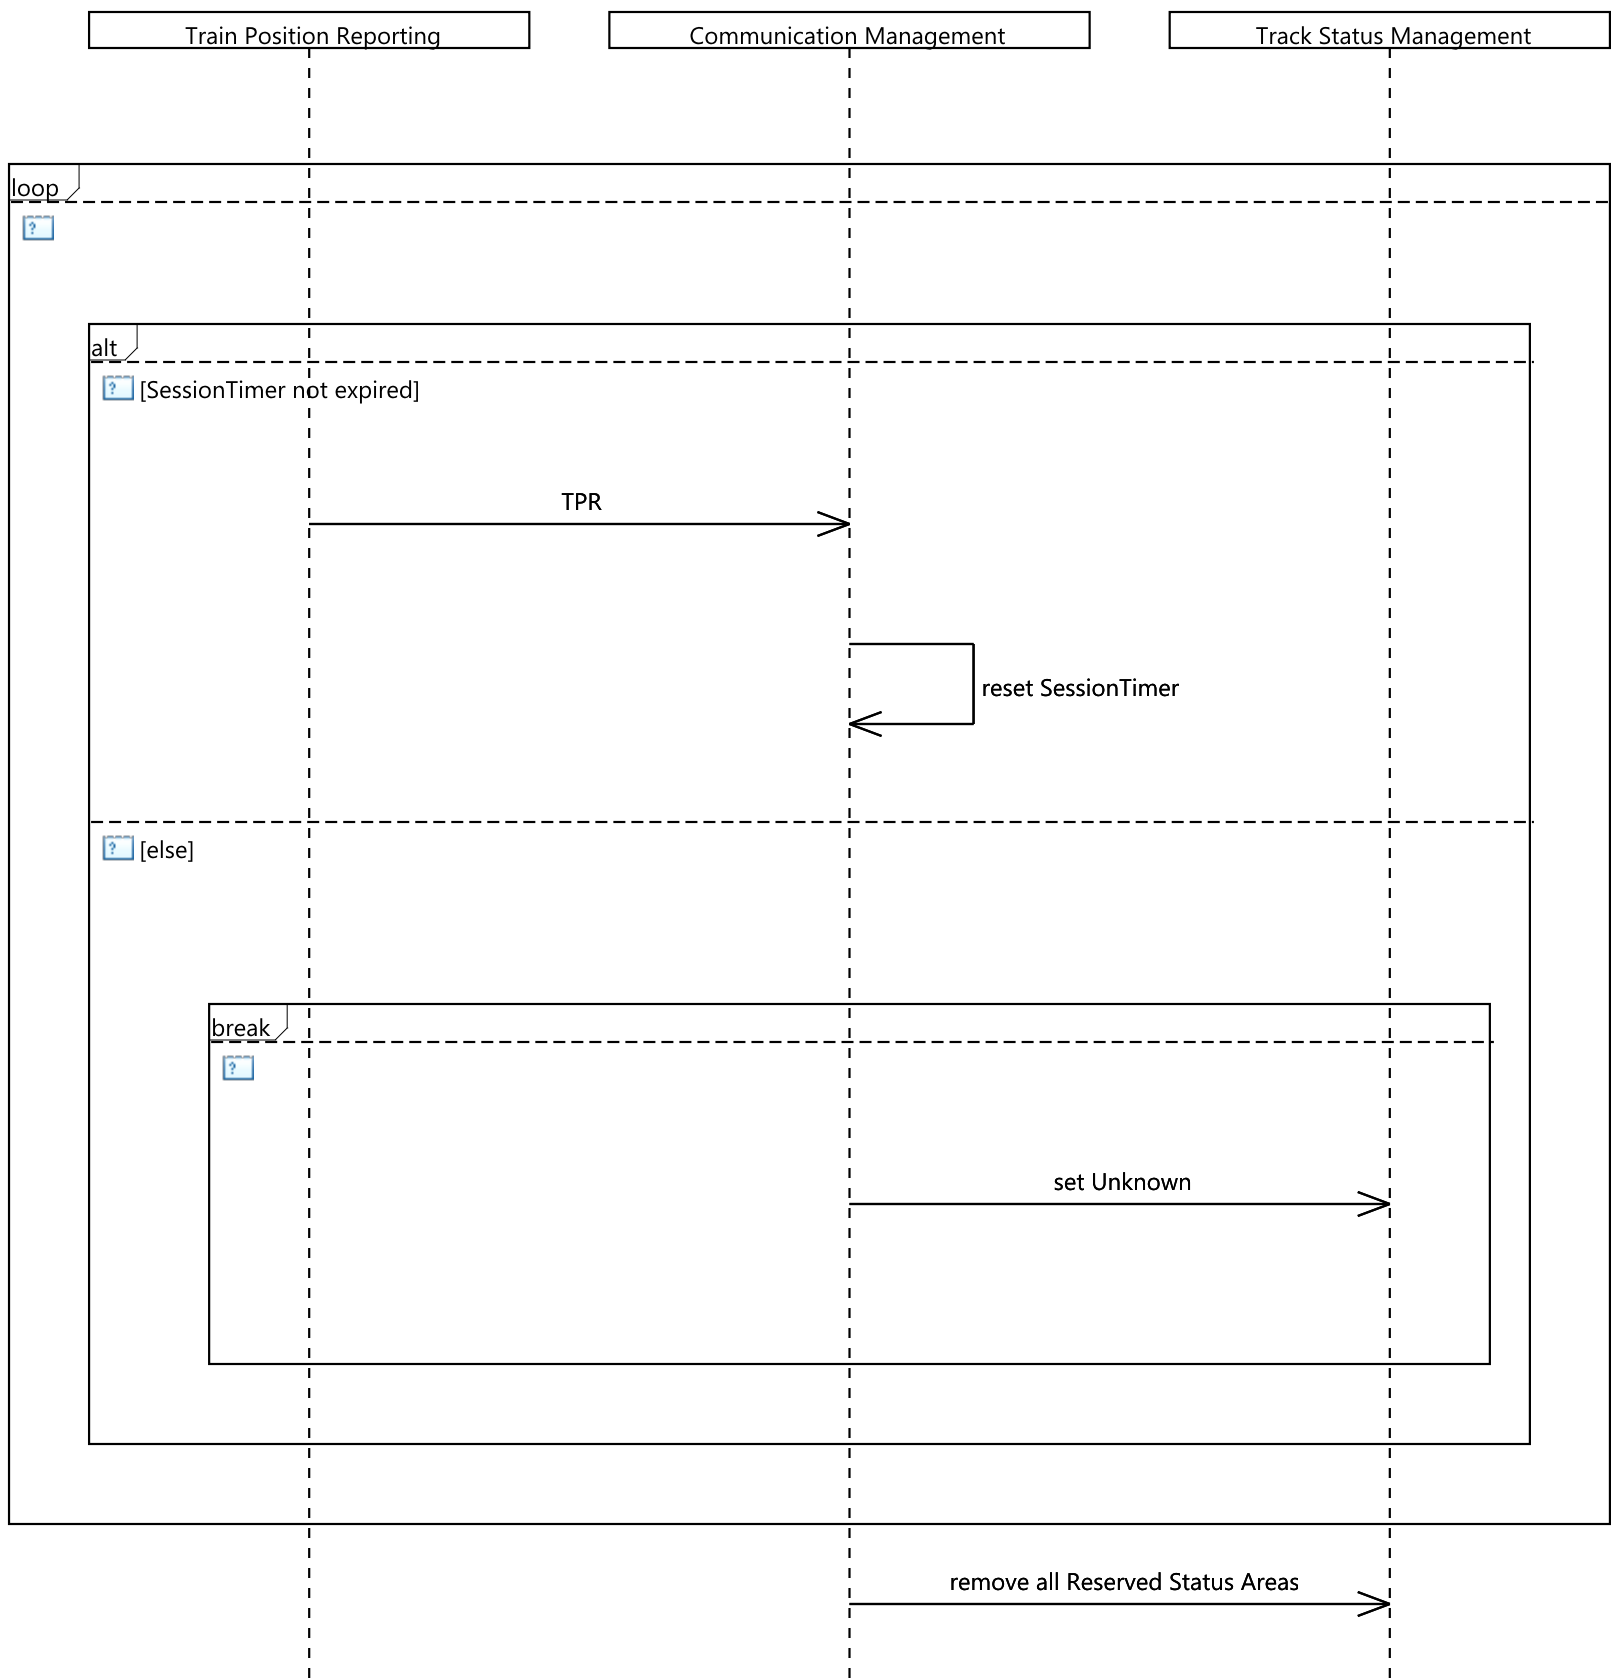 Train Position Reporting
Communication Management
Track Status Management
loop
?
alt
? [SessionTimer not expired]
TPR
reset SessionTimer
? [else]
break
?
set Unknown
remove all Reserved Status Areas